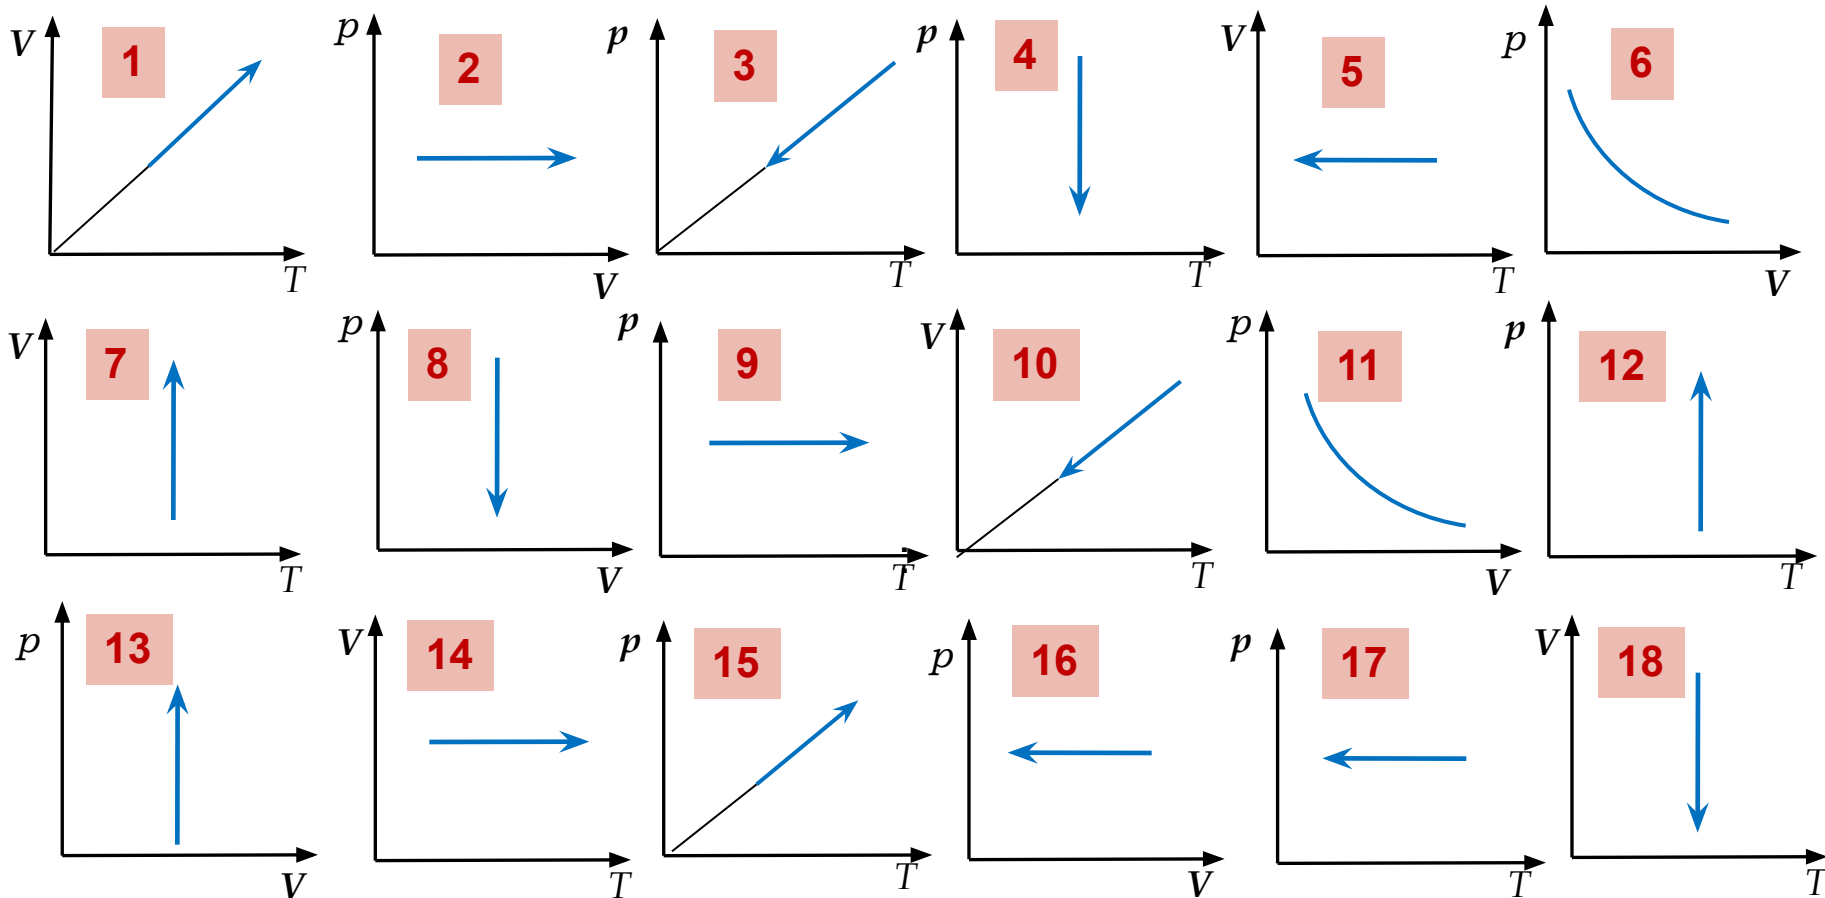 V 1 T
p 2 V
p 3 T
p 4 T
V 5 T
p 6 V
V 7 T
p 8 V
p 9 T
V 10 T
p 11 V
p 12 T
p 13 V
V 14 T
p 15 T
p 16 V
p 17 T
V 18 T